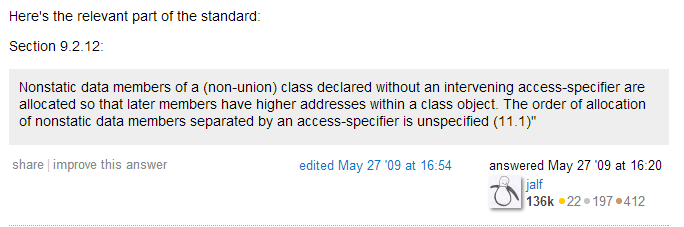 Here's the relevant part of the standard:
Section 9.2.12:
Nonstatic data members of a (non-union) class declared without an intervening access-specifier are
allocated so that later members have higher addresses within a class object. The order of allocation
of nonstatic data members separated by an access-specifier is unspecified (11.1)"
share | improve this answer
edited May 27 '09 at 16:54
answered May 27 '09 at 16:20
jalf
136k ●22 ●197 ●412